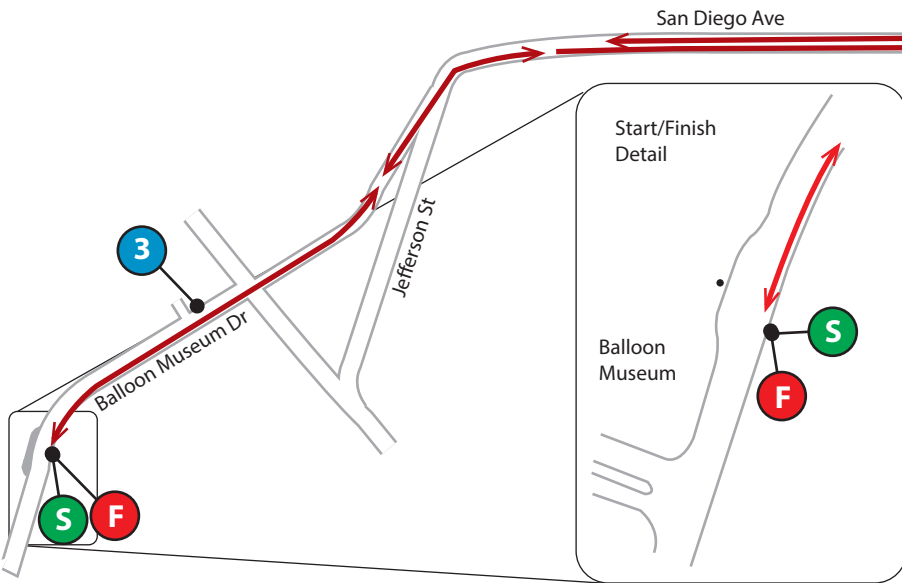 San Diego Ave
Start/Finish
Detail
Jefferson St
3
S
Balloon Museum Dr
Balloon
Museum
F
S
F